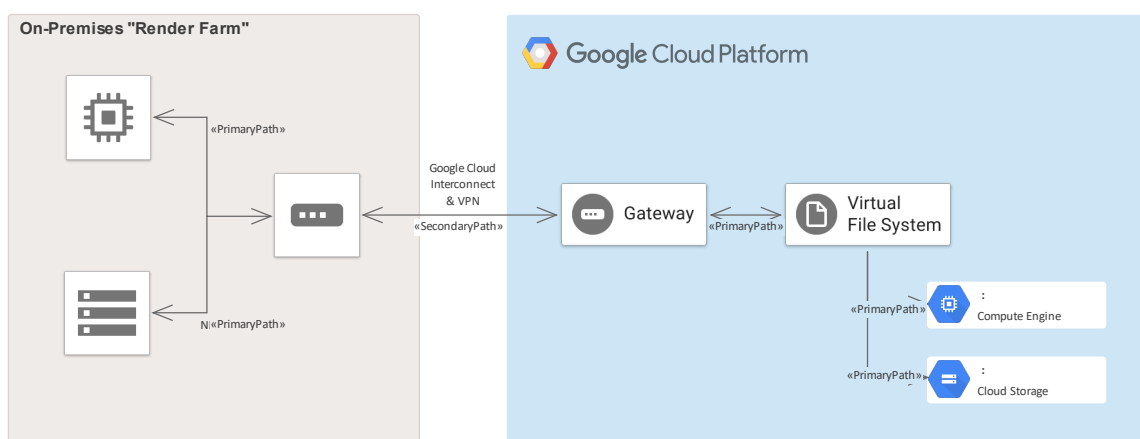 On-Premises "Render Farm"
«PrimaryPath»
N «PrimaryPath»
Google Cloud
Interconnect
& VPN
«SecondaryPath»
Google Cloud Platform
Gateway
«PrimaryPath»
Virtual
File System
«PrimaryPath»
:
Compute Engine
«PrimaryPath»
:
Cloud Storage